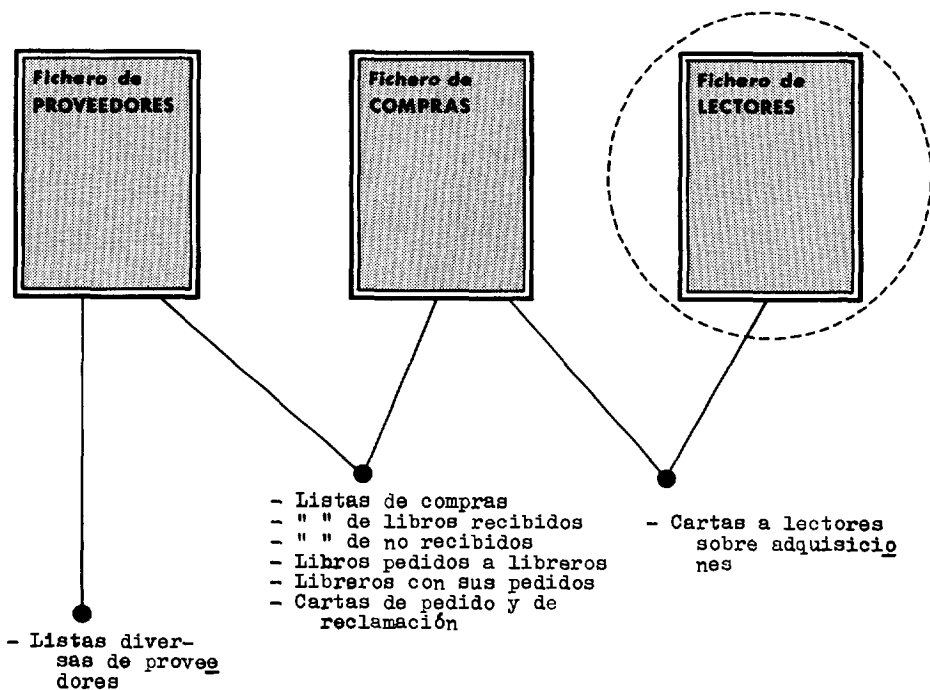 Fichero de
PROVEEDORES
Fichero de
COMPRAS
Fichero de
LECTORES
- Listas de compras
- " " de libros recibidos
- " " de no recibidos
- Libros pedidos a libreros
- Libreros con sus pedidos
- Cartas de pedido y de
reclamación
- Cartas a lectores
sobre adquisicio
nes
- Listas diver-
sas de provee
dores